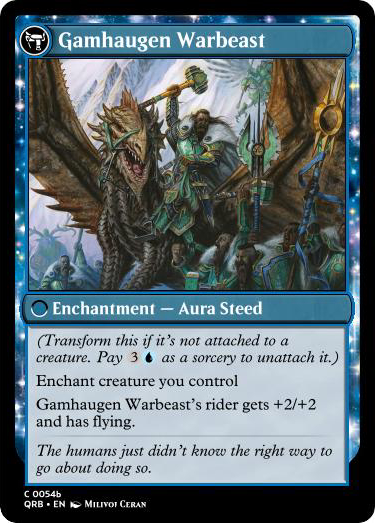 Gamhaugen Warbeast
Enchantment — Aura Steed
(Transform this if it's not attached to a
creature. Pay 3 as a sorcery to unattach it.)
Enchant creature you control
Gamhaugen Warbeast's rider gets +2/+2
and has flying.
The humans just didn't know the right way to
go about doing so.
C 0054b
QRB • EN Milivoj Ceran